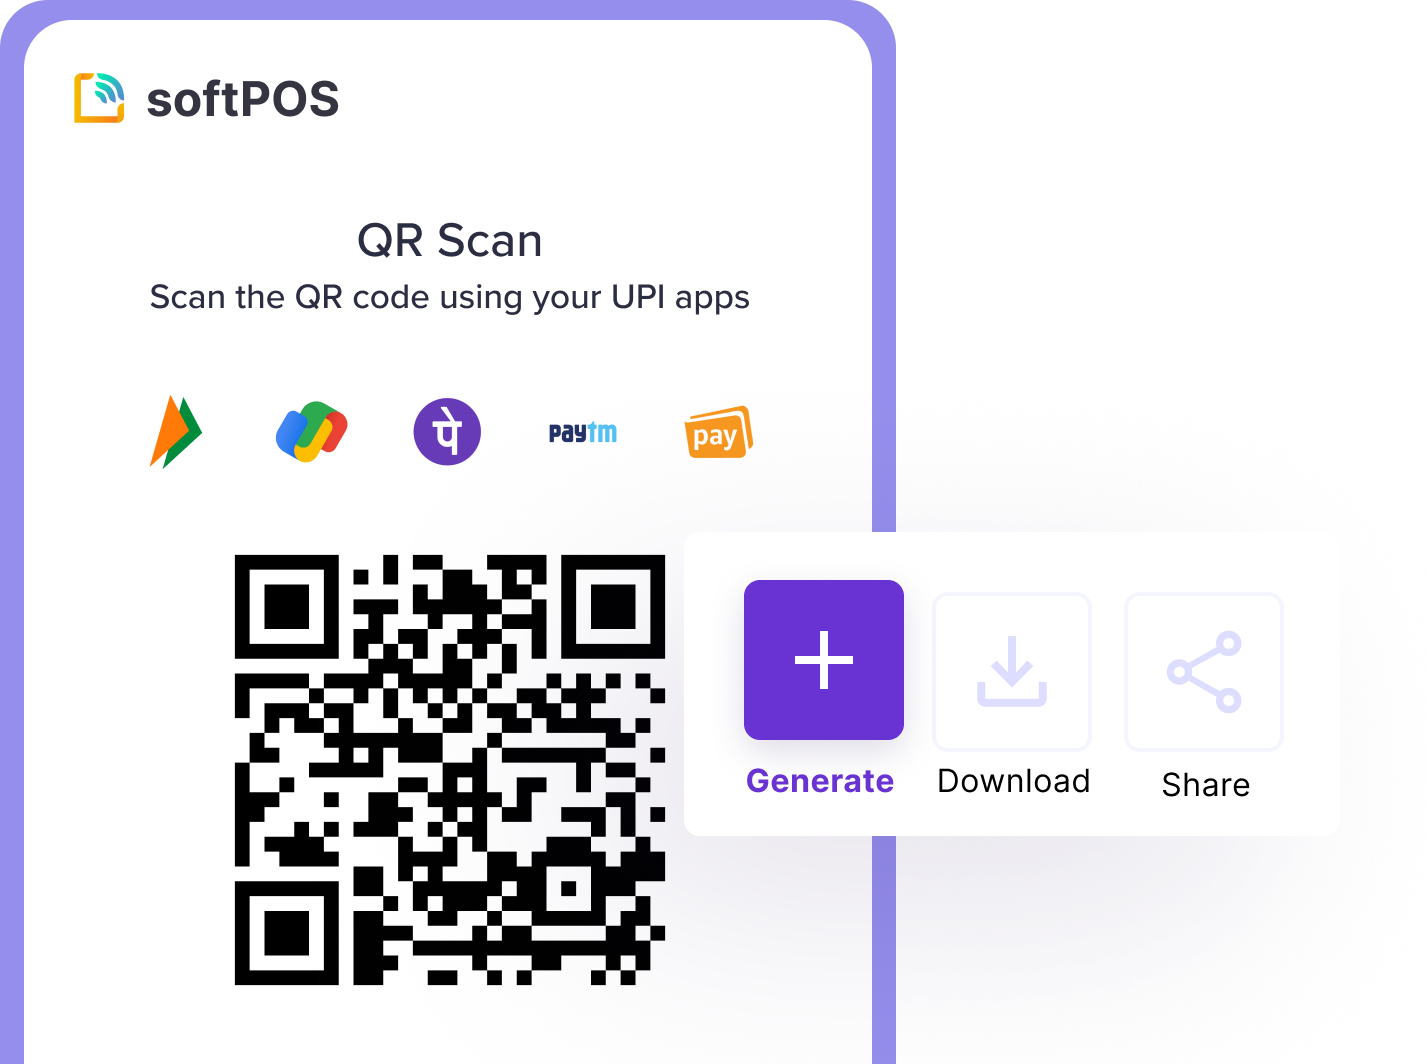 softPOS
QR Scan
Scan the QR code using your UPI apps
पे
paytm
pay
Generate
Download
Share